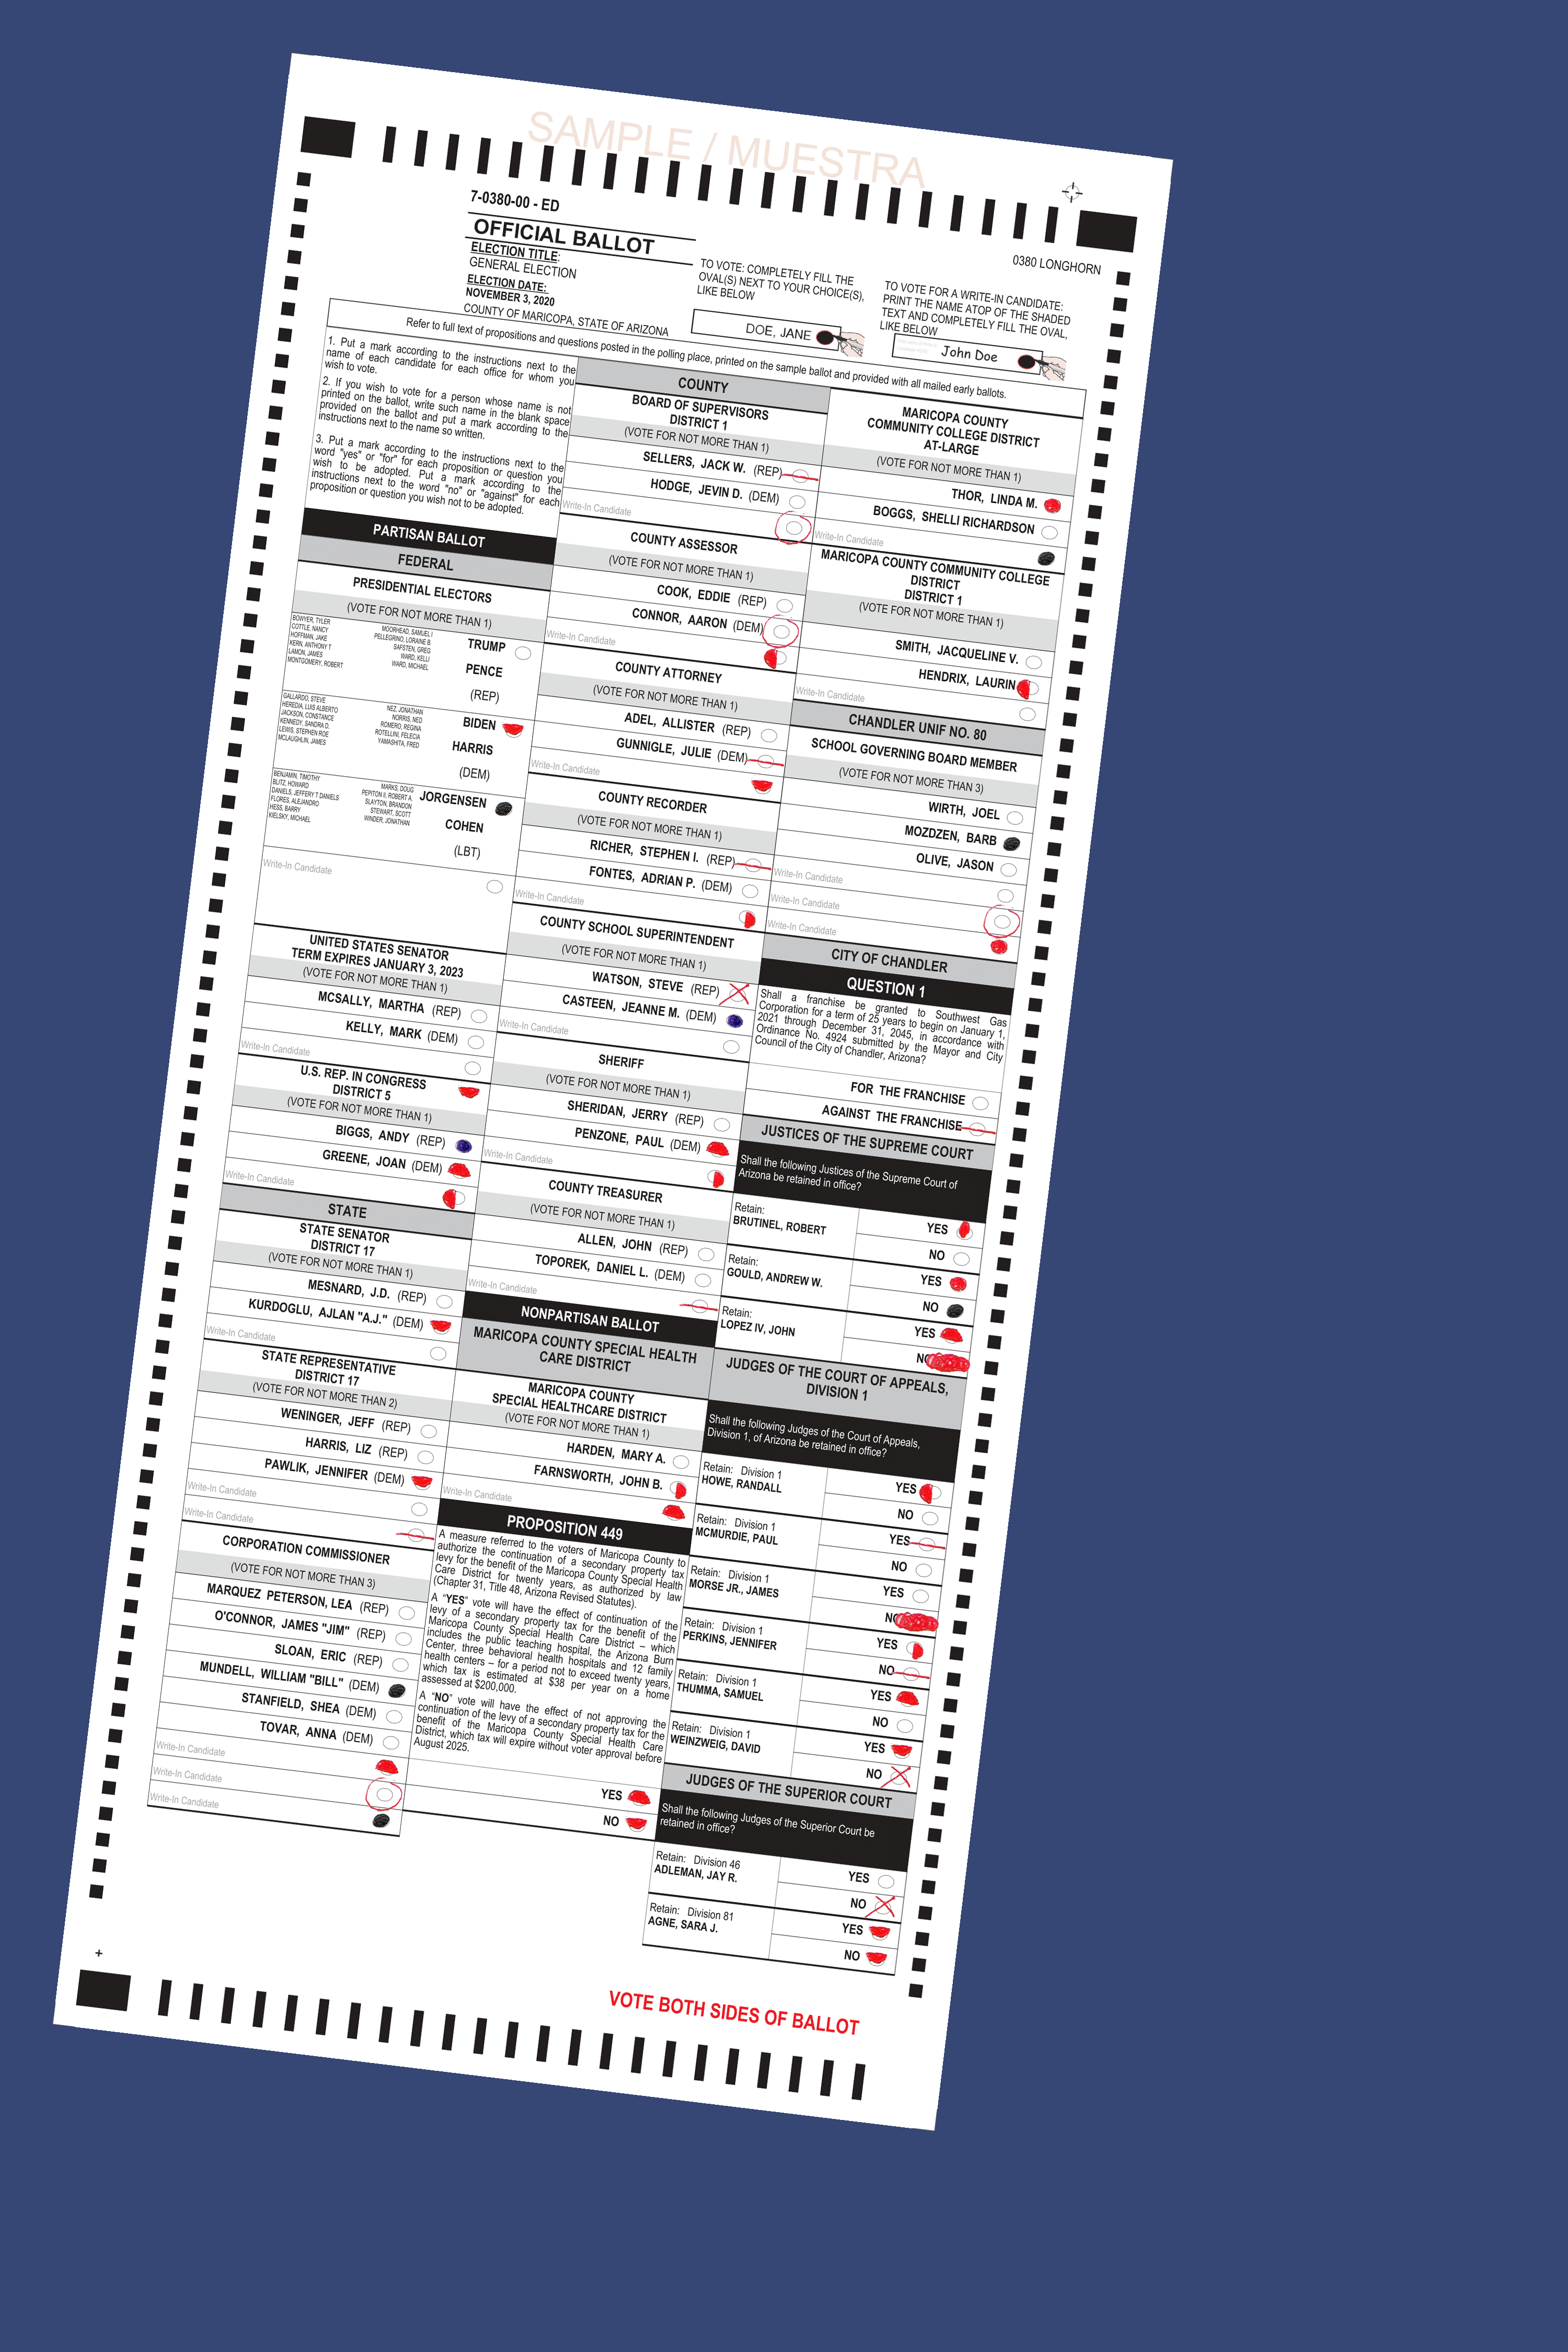 SAMPLE / MUESTRA
7-0380-00 - ED
0380 LONGHORN
OFFICIAL BALLOT
ELECTION TITLE:
GENERAL ELECTION
ELECTION DATE:
NOVEMBER 3, 2020
COUNTY OF MARICOPA, STATE OF ARIZONA
TO VOTE: COMPLETELY FILL THE
OVAL(S) NEXT TO YOUR CHOICE(S),
LIKE BELOW
DOE, JANE
TO VOTE FOR A WRITE-IN CANDIDATE:
PRINT THE NAME ATOP OF THE SHADED
TEXT AND COMPLETELY FILL THE OVAL,
LIKE BELOW
John Doe
Refer to full text of propositions and questions posted in the polling place, printed on the sample ballot and provided with all mailed early ballots.
1. Put a mark according to the instructions next to the
name of each candidate for each office for whom you
wish to vote.
2. If you wish to vote for a person whose name is not
printed on the ballot, write such name in the blank space
provided on the ballot and put a mark according to the
instructions next to the name so written.
3. Put a mark according to the instructions next to the
word "yes" or "for" for each proposition or question you
wish to be adopted. Put a mark according to the
instructions next to the word "no" or "against" for each
proposition or question you wish not to be adopted.
PARTISAN BALLOT
FEDERAL
PRESIDENTIAL ELECTORS
(VOTE FOR NOT MORE THAN 1)
BOWYER, TYLER
COTTLE, NANCY
HOFFMAN, JAKE
KERN, ANTHONY T
LAMON, JAMES
MONTGOMERY, ROBERT
MOORHEAD, SAMUEL I
PELLEGRINO, LORAINE B.
SAFSTEN, GREG
WARD, KELLI
WARD, MICHAEL
TRUMP
PENCE
(REP)
GALLARDO, STEVE
HEREDIA, LUIS ALBERTO
JACKSON, CONSTANCE
KENNEDY, SANDRA D.
LEWIS, STEPHEN ROE
MCLAUGHLIN, JAMES
NEZ, JONATHAN
NORRIS, NED
ROMERO, REGINA
ROTELLINI, FELECIA
YAMASHITA, FRED
BIDEN
HARRIS
(DEM)
BENJAMIN, TIMOTHY
BLITZ, HOWARD
DANIELS, JEFFERY T DANIELS
FLORES, ALEJANDRO
HESS, BARRY
KIELSKY, MICHAEL
MARKS, DOUG
PEPITON II, ROBERT A.
SLAYTON, BRANDON
STEWART, SCOTT
WINDER, JONATHAN
JORGENSEN
COHEN
(LBT)
Write-In Candidate
UNITED STATES SENATOR
TERM EXPIRES JANUARY 3, 2023
(VOTE FOR NOT MORE THAN 1)
MCSALLY, MARTHA (REP)
KELLY, MARK (DEM)
Write-In Candidate
U.S. REP. IN CONGRESS
DISTRICT 5
(VOTE FOR NOT MORE THAN 1)
BIGGS, ANDY (REP)
GREENE, JOAN (DEM)
Write-In Candidate
STATE
STATE SENATOR
DISTRICT 17
(VOTE FOR NOT MORE THAN 1)
MESNARD, J.D. (REP)
KURDOGLU, AJLAN "A.J." (DEM)
Write-In Candidate
STATE REPRESENTATIVE
DISTRICT 17
(VOTE FOR NOT MORE THAN 2)
WENINGER, JEFF (REP)
HARRIS, LIZ (REP)
PAWLIK, JENNIFER (DEM)
Write-In Candidate
Write-In Candidate
CORPORATION COMMISSIONER
(VOTE FOR NOT MORE THAN 3)
MARQUEZ PETERSON, LEA (REP)
O'CONNOR, JAMES "JIM" (REP)
SLOAN, ERIC (REP)
MUNDELL, WILLIAM "BILL" (DEM)
STANFIELD, SHEA (DEM)
TOVAR, ANNA (DEM)
Write-In Candidate
Write-In Candidate
Write-In Candidate
COUNTY
BOARD OF SUPERVISORS
DISTRICT 1
(VOTE FOR NOT MORE THAN 1)
SELLERS, JACK W. (REP)
HODGE, JEVIN D. (DEM)
Write-In Candidate
COUNTY ASSESSOR
(VOTE FOR NOT MORE THAN 1)
COOK, EDDIE (REP)
CONNOR, AARON (DEM)
Write-In Candidate
COUNTY ATTORNEY
(VOTE FOR NOT MORE THAN 1)
ADEL, ALLISTER (REP)
GUNNIGLE, JULIE (DEM)
Write-In Candidate
COUNTY RECORDER
(VOTE FOR NOT MORE THAN 1)
RICHER, STEPHEN I. (REP)
FONTES, ADRIAN P. (DEM)
Write-In Candidate
COUNTY SCHOOL SUPERINTENDENT
(VOTE FOR NOT MORE THAN 1)
WATSON, STEVE (REP)
CASTEEN, JEANNE M. (DEM)
Write-In Candidate
SHERIFF
(VOTE FOR NOT MORE THAN 1)
SHERIDAN, JERRY (REP)
PENZONE, PAUL (DEM)
Write-In Candidate
COUNTY TREASURER
(VOTE FOR NOT MORE THAN 1)
ALLEN, JOHN (REP)
TOPOREK, DANIEL L. (DEM)
Write-In Candidate
NONPARTISAN BALLOT
MARICOPA COUNTY SPECIAL HEALTH
CARE DISTRICT
MARICOPA COUNTY
SPECIAL HEALTHCARE DISTRICT
(VOTE FOR NOT MORE THAN 1)
HARDEN, MARY A.
FARNSWORTH, JOHN B.
Write-In Candidate
PROPOSITION 449
A measure referred to the voters of Maricopa County to
authorize the continuation of a secondary property tax
levy for the benefit of the Maricopa County Special Health
Care District for twenty years, as authorized by law
(Chapter 31, Title 48, Arizona Revised Statutes).
A “YES” vote will have the effect of continuation of the
levy of a secondary property tax for the benefit of the
Maricopa County Special Health Care District – which
includes the public teaching hospital, the Arizona Burn
Center, three behavioral health hospitals and 12 family
health centers – for a period not to exceed twenty years,
which tax is estimated at $38 per year on a home
assessed at $200,000.
A “NO” vote will have the effect of not approving the
continuation of the levy of a secondary property tax for the
benefit of the Maricopa County Special Health Care
District, which tax will expire without voter approval before
August 2025.
YES
NO
MARICOPA COUNTY
COMMUNITY COLLEGE DISTRICT
AT-LARGE
(VOTE FOR NOT MORE THAN 1)
THOR, LINDA M.
BOGGS, SHELLI RICHARDSON
Write-In Candidate
MARICOPA COUNTY COMMUNITY COLLEGE
DISTRICT
DISTRICT 1
(VOTE FOR NOT MORE THAN 1)
SMITH, JACQUELINE V.
HENDRIX, LAURIN
Write-In Candidate
CHANDLER UNIF NO. 80
SCHOOL GOVERNING BOARD MEMBER
(VOTE FOR NOT MORE THAN 3)
WIRTH, JOEL
MOZDZEN, BARB
OLIVE, JASON
Write-In Candidate
Write-In Candidate
Write-In Candidate
CITY OF CHANDLER
QUESTION 1
Shall a franchise be granted to Southwest Gas
Corporation for a term of 25 years to begin on January 1,
2021 through December 31, 2045, in accordance with
Ordinance No. 4924 submitted by the Mayor and City
Council of the City of Chandler, Arizona?
FOR THE FRANCHISE
AGAINST THE FRANCHISE
JUSTICES OF THE SUPREME COURT
Shall the following Justices of the Supreme Court of
Arizona be retained in office?
Retain:
BRUTINEL, ROBERT
YES
NO
Retain:
GOULD, ANDREW W.
YES
NO
Retain:
LOPEZ IV, JOHN
YES
NO
JUDGES OF THE COURT OF APPEALS,
DIVISION 1
Shall the following Judges of the Court of Appeals,
Division 1, of Arizona be retained in office?
Retain: Division 1
HOWE, RANDALL
YES
NO
Retain: Division 1
MCMURDIE, PAUL
YES
NO
Retain: Division 1
MORSE JR., JAMES
YES
NO
Retain: Division 1
PERKINS, JENNIFER
YES
NO
Retain: Division 1
THUMMA, SAMUEL
YES
NO
Retain: Division 1
WEINZWEIG, DAVID
YES
NO
JUDGES OF THE SUPERIOR COURT
Shall the following Judges of the Superior Court be
retained in office?
Retain: Division 46
ADLEMAN, JAY R.
YES
NO
Retain: Division 81
AGNE, SARA J.
YES
NO
VOTE BOTH SIDES OF BALLOT